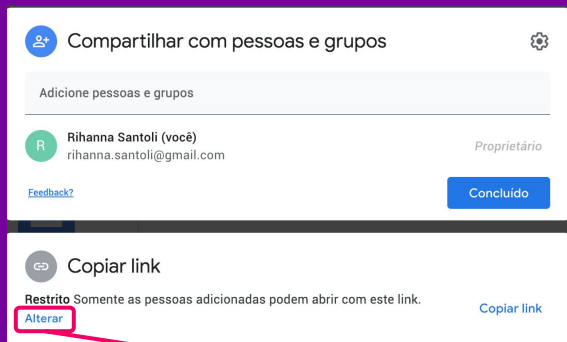 Compartilhar com pessoas e grupos
Adicione pessoas e grupos
R
Rihanna Santoli (você)
Proprietário
rihanna.santoli@gmail.com
Feedback?
Concluído
Copiar link
Restrito Somente as pessoas adicionadas podem abrir com este link.
Copiar link
Alterar